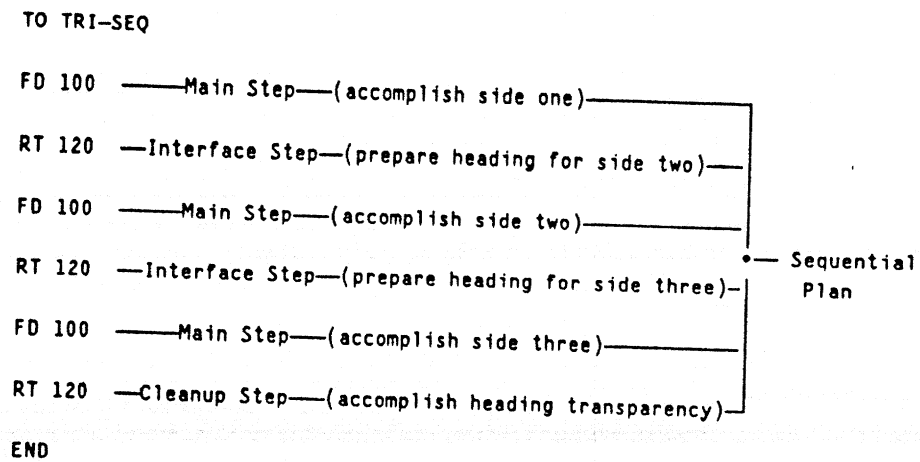 TO TRI-SEQ
FD 100 Main Step (accomplish side one)
RT 120 Interface Step (prepare heading for side two)
FD 100 Main Step (accomplish side two)
RT 120 Interface Step (prepare heading for side three)
Sequential Plan
FD 100 Main Step (accomplish side three)
RT 120 Cleanup Step (accomplish heading transparency)
END